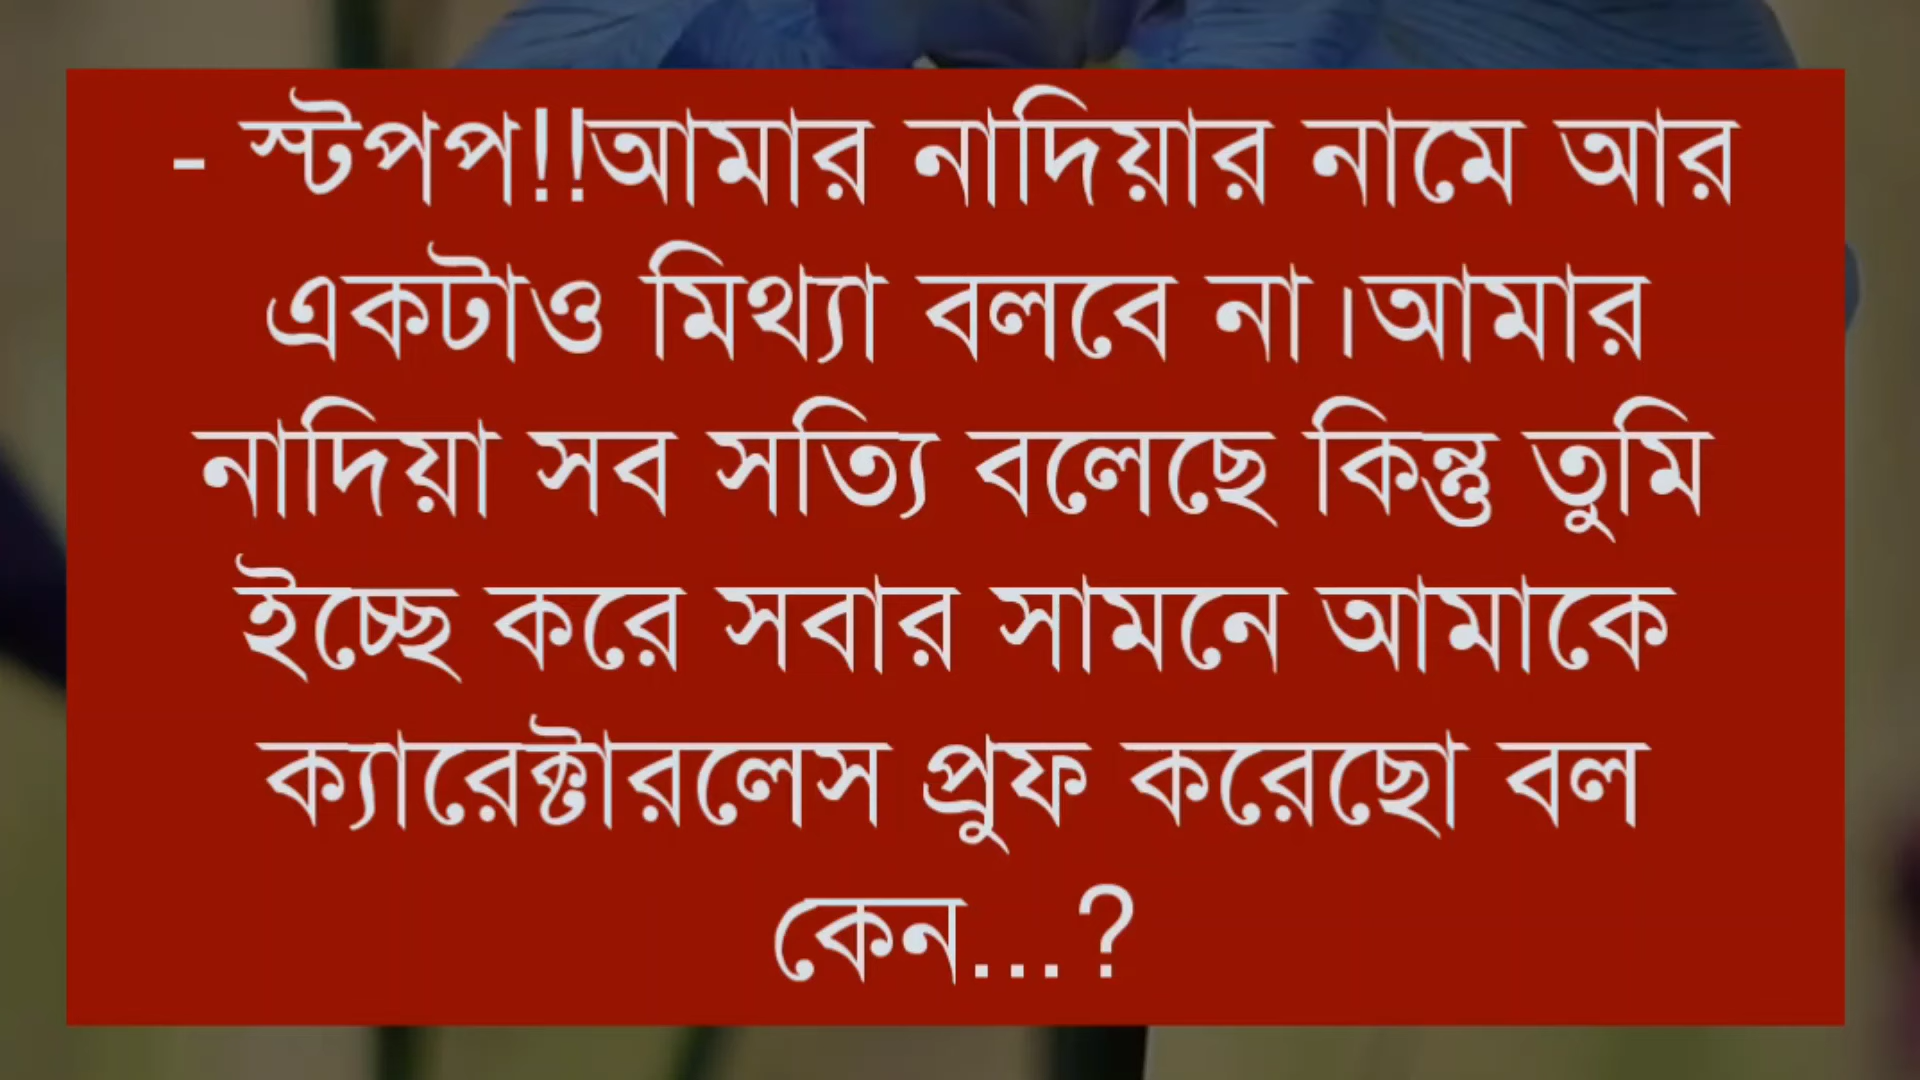 - স্টপপ!!আমার নাদিয়ার নামে আর
একটাও মিথ্যা বলবে না।আমার
নাদিয়া সব সত্যি বলেছে কিন্তু তুমি
ইচ্ছে করে সবার সামনে আমাকে
ক্যারেক্টারলেস প্রুফ করেছো বল
কেন...?